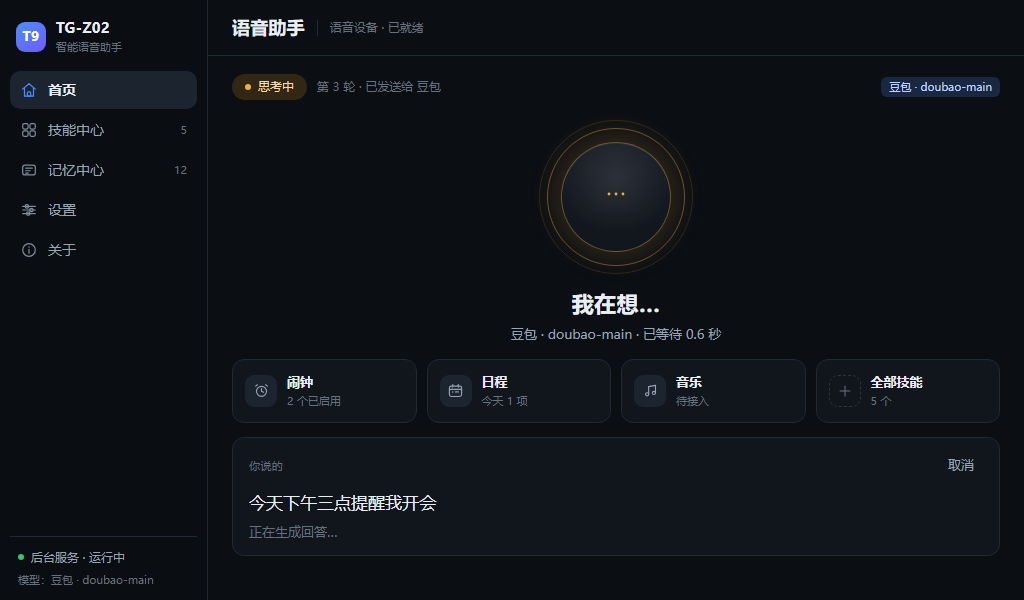 T9
TG-Z02
智能语音助手
首页
技能中心 5
记忆中心 12
设置
关于
后台服务 · 运行中
模型: 豆包 · doubao-main
语音助手
语音设备 · 已就绪
思考中
第 3 轮 · 已发送给 豆包
豆包 · doubao-main
我在想...
豆包 · doubao-main · 已等待 0.6 秒
闹钟
2 个已启用
日程
今天 1 项
音乐
待接入
全部技能
5 个
你说的
取消
今天下午三点提醒我开会
正在生成回答...